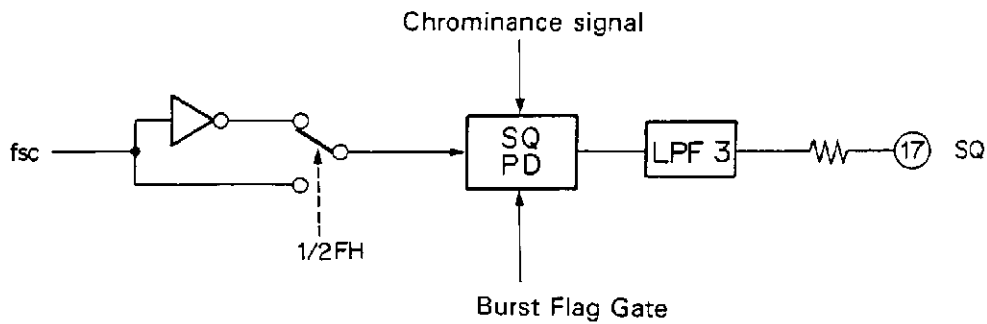 Chrominance signal
fsc
SQ
PD
LPF 3
17
SQ
1/2FH
Burst Flag Gate